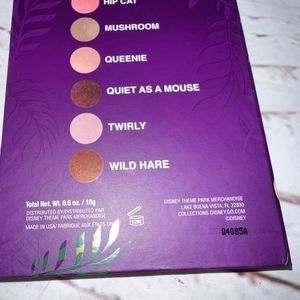 HIP CAT
MUSHROOM
QUEENIE
QUIET AS A MOUSE
TWIRLY
WILD HARE
Total Net. Wt. 0.6 oz. / 18g
DISTRIBUTED BY/DISTRIBUÉ PAR
DISNEY THEME PARK MERCHANDISE
MADE IN USA/ FABRIQUÉ AUX ÉTATS-UNIS
12M
DISNEY THEME PARK MERCHANDISE
LAKE BUENA VISTA, FL 32830
COLLECTIONS.DISNEY.GO.COM
©DISNEY
Q4095A